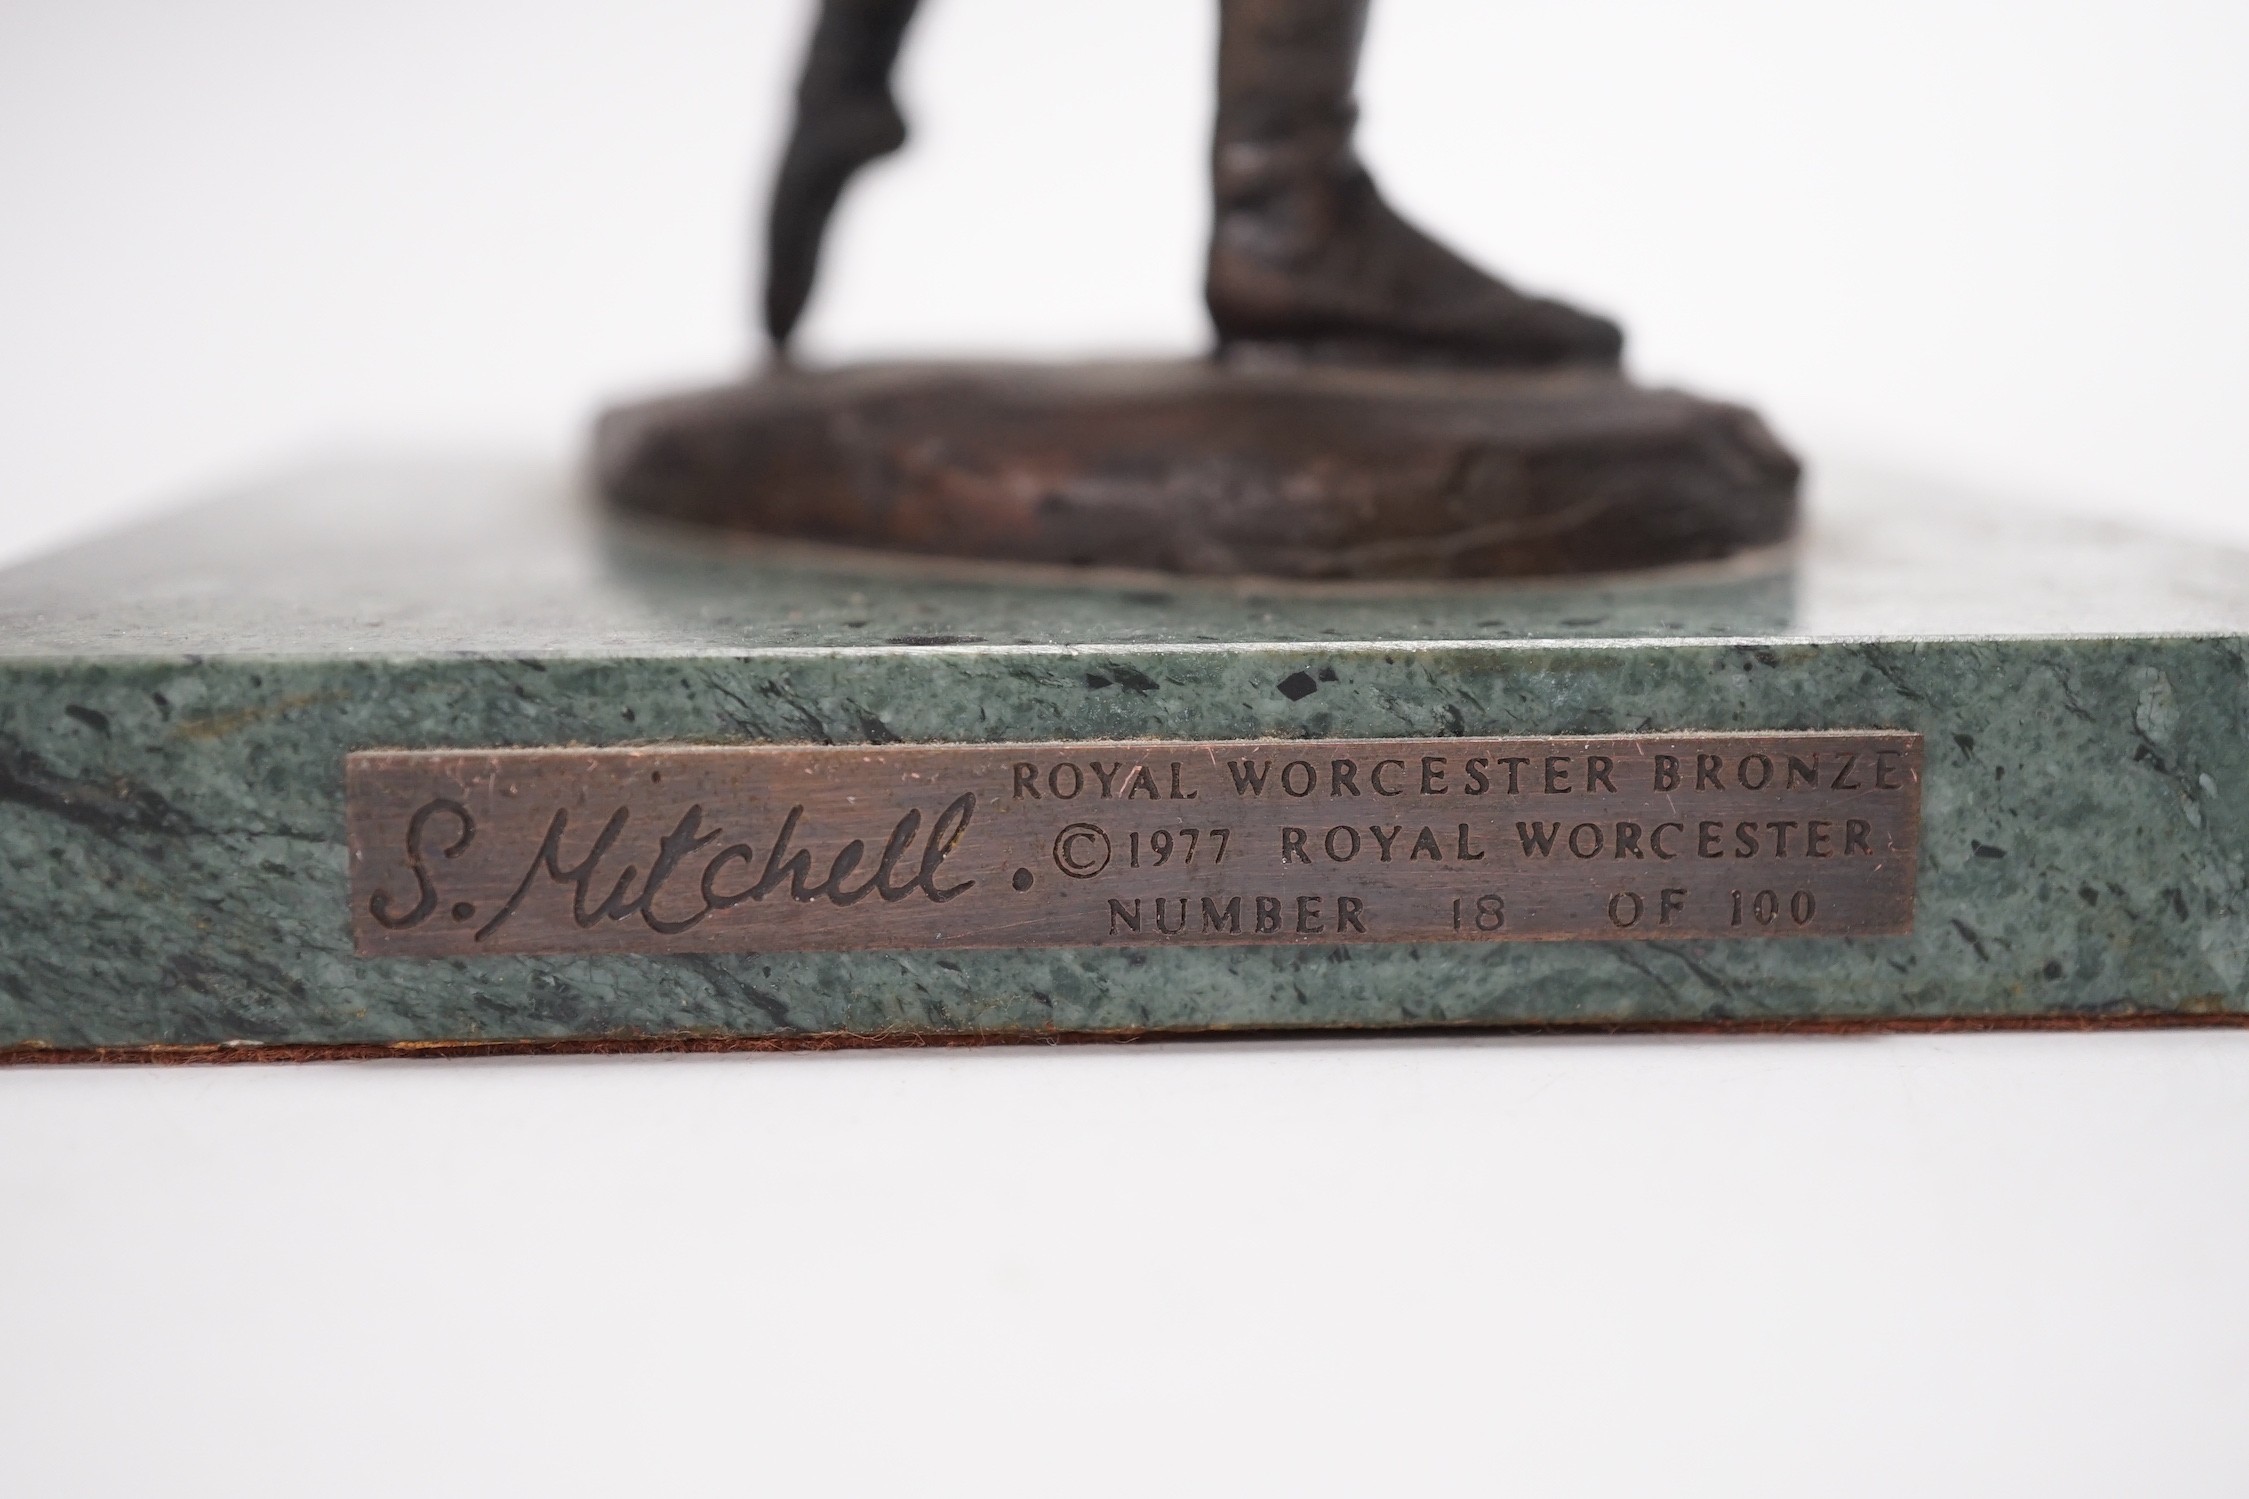 S. Mitchell.
ROYAL WORCESTER BRONZE
©1977 ROYAL WORCESTER
NUMBER 18 OF 100